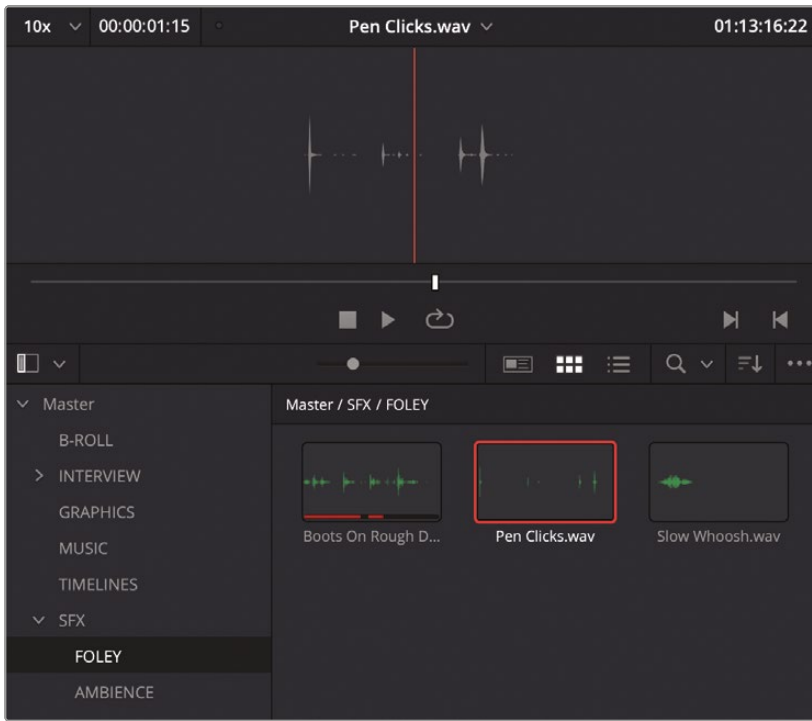 10x 00:00:01:15 Pen Clicks.wav 01:13:16:22
Master
Master / SFX / FOLEY
B-ROLL
INTERVIEW
GRAPHICS
MUSIC
TIMELINES
SFX
FOLEY
AMBIENCE
Boots On Rough D...
Pen Clicks.wav
Slow Whoosh.wav